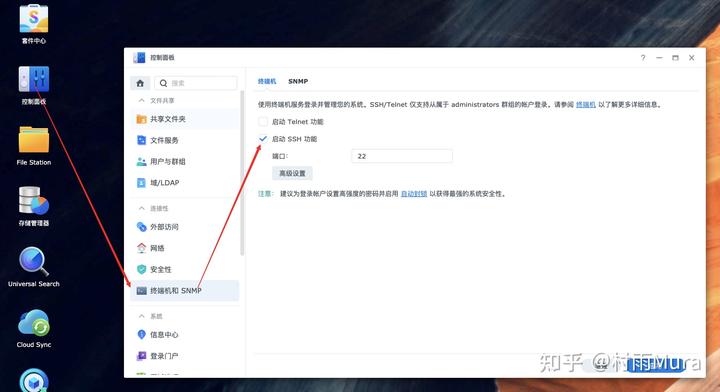 套件中心
控制面板
File Station
存储管理器
Universal Search
Cloud Sync
控制面板
搜索
文件共享
共享文件夹
文件服务
用户与群组
域/LDAP
连接性
外部访问
网络
安全性
终端机和 SNMP
系统
信息中心
登录门户
终端机
SNMP
使用终端机服务登录并管理您的系统。SSH/Telnet 仅支持从属于 administrators 群组的帐户登录。请参阅 终端机 以了解更多详细信息。
启动 Telnet 功能
启动 SSH 功能
端口:
22
高级设置
注意: 建议为登录帐户设置高强度的密码并启用 自动封锁 以获得最强的系统安全性。
知乎 @村雨Mura